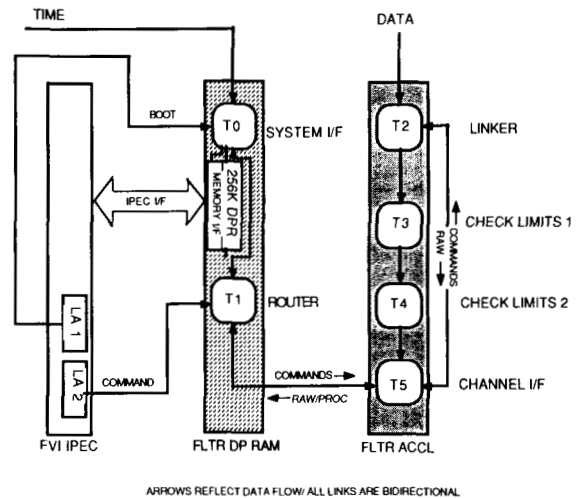 TIME
DATA
BOOT
T0
SYSTEM I/F
T2
LINKER
256K DPR
MEMORY I/F
IPEC I/F
T3
CHECK LIMITS 1
COMMANDS
RAW
T1
ROUTER
T4
CHECK LIMITS 2
LA 1
LA 2
COMMAND
COMMANDS
RAW/PROC
T5
CHANNEL I/F
FVI IPEC
FLTR DP RAM
FLTR ACCL
ARROWS REFLECT DATA FLOW/ ALL LINKS ARE BIDIRECTIONAL